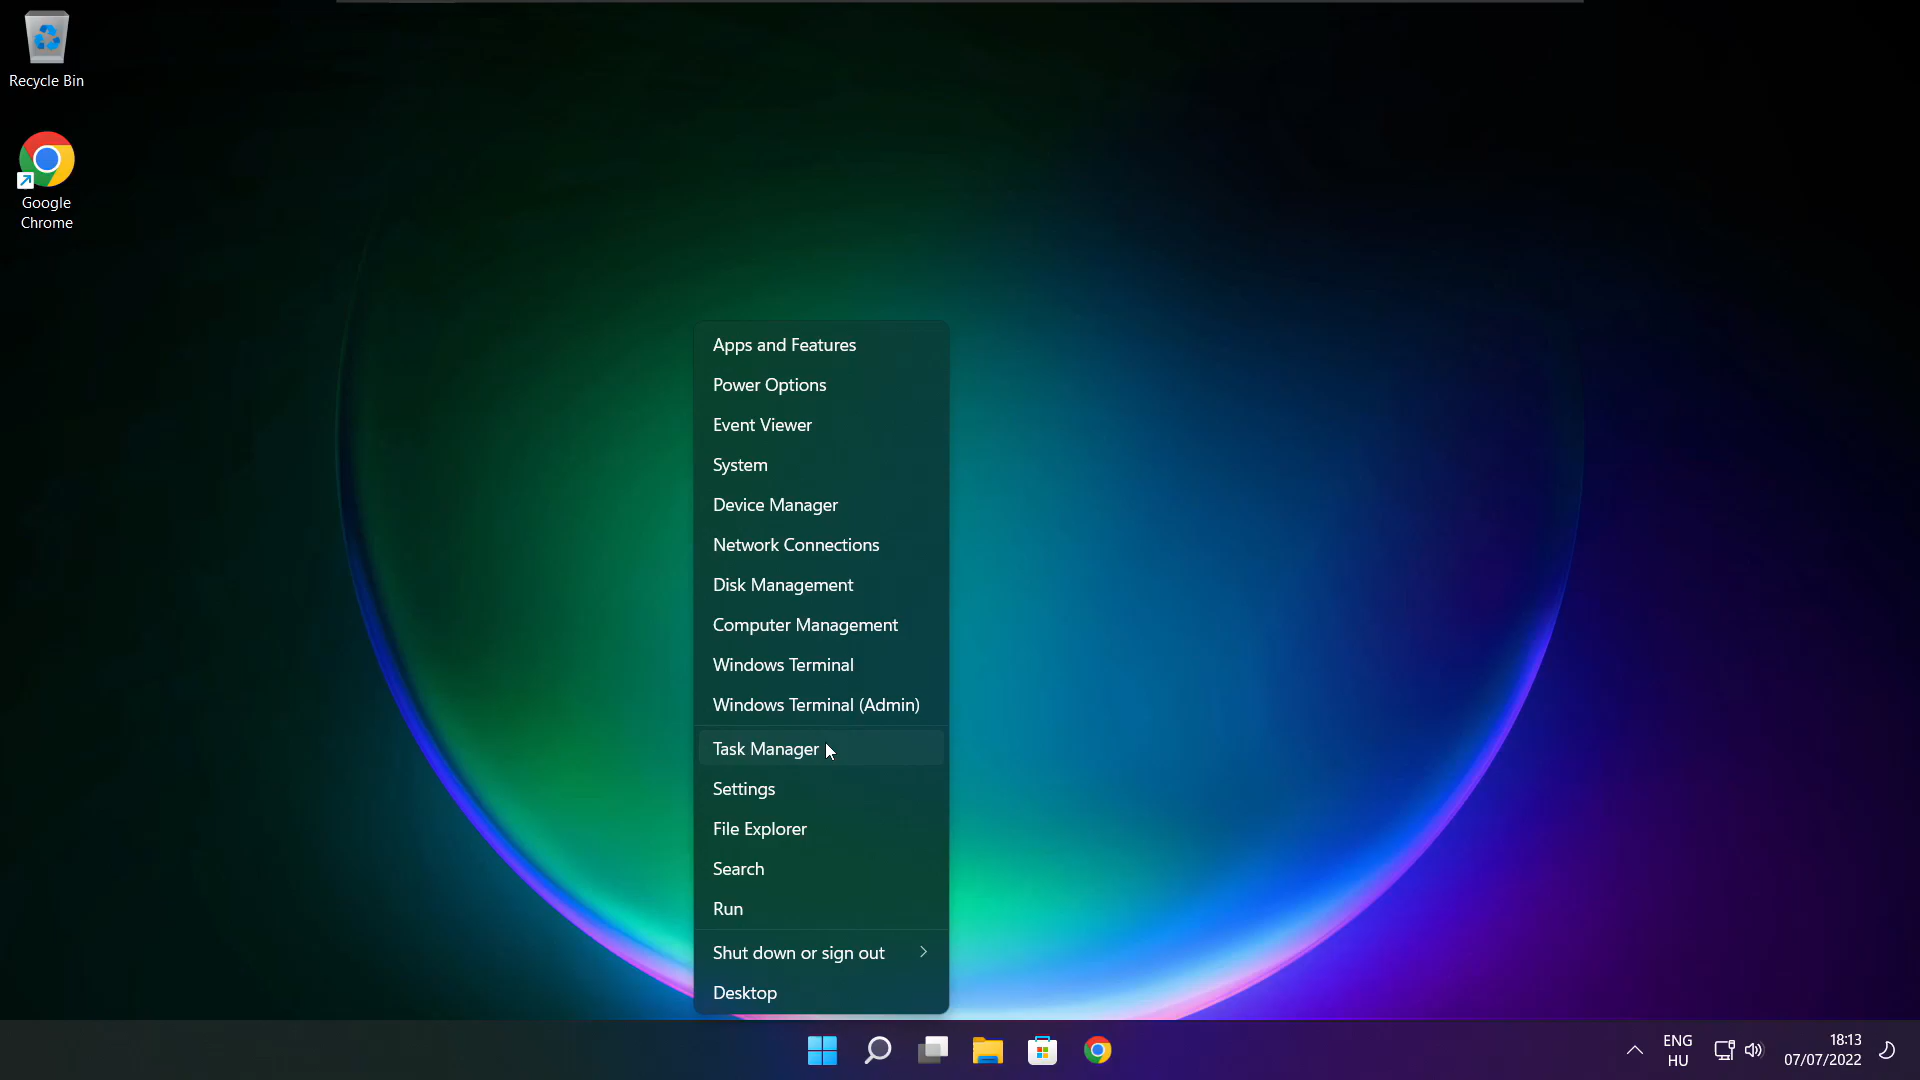 Recycle Bin
Google
Chrome
Apps and Features
Power Options
Event Viewer
System
Device Manager
Network Connections
Disk Management
Computer Management
Windows Terminal
Windows Terminal (Admin)
Task Manager
Settings
File Explorer
Search
Run
Shut down or sign out
Desktop
ENG
HU
18:13
07/07/2022